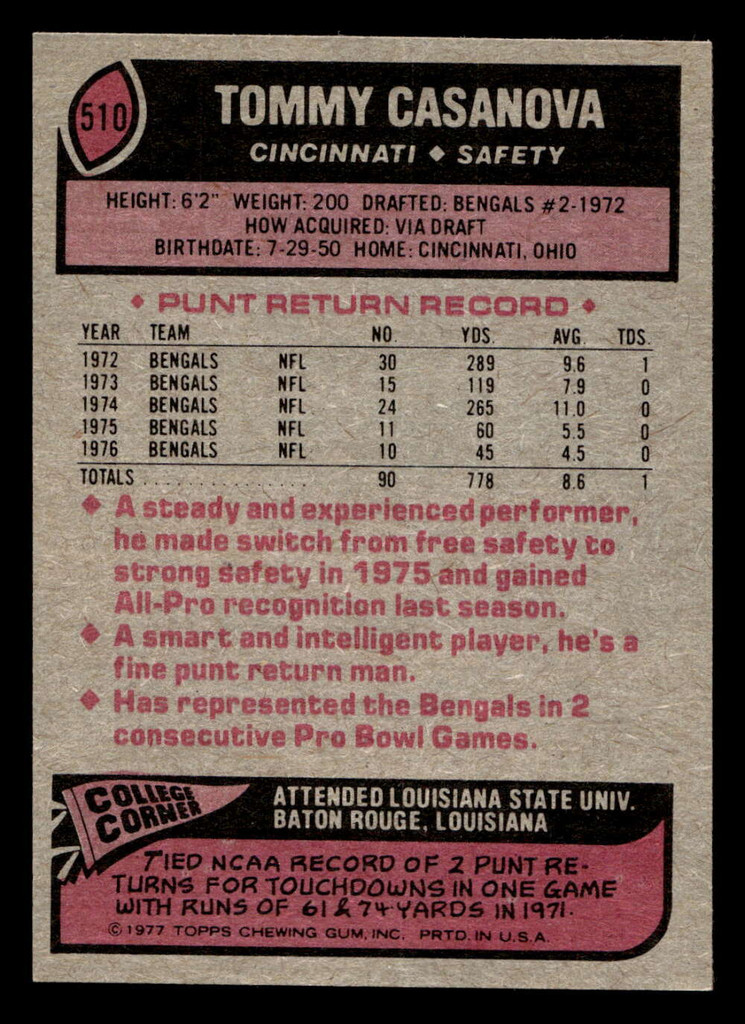 510
TOMMY CASANOVA
CINCINNATI ♦ SAFETY
HEIGHT: 6'2" WEIGHT: 200 DRAFTED: BENGALS #2-1972
HOW ACQUIRED: VIA DRAFT
BIRTHDATE: 7-29-50 HOME: CINCINNATI, OHIO
♦ PUNT RETURN RECORD ♦
YEAR TEAM NO. YDS. AVG. TDS.
1972 BENGALS NFL 30 289 9.6 1
1973 BENGALS NFL 15 119 7.9 0
1974 BENGALS NFL 24 265 11.0 0
1975 BENGALS NFL 11 60 5.5 0
1976 BENGALS NFL 10 45 4.5 0
TOTALS . . . . . . . . . . . . . . . 90 778 8.6 1
♦ A steady and experienced performer,
he made switch from free safety to
strong safety in 1975 and gained
All-Pro recognition last season.
♦ A smart and intelligent player, he's a
fine punt return man.
♦ Has represented the Bengals in 2
consecutive Pro Bowl Games.
COLLEGE
CORNER
ATTENDED LOUISIANA STATE UNIV.
BATON ROUGE, LOUISIANA
TIED NCAA RECORD OF 2 PUNT RE-
TURNS FOR TOUCHDOWNS IN ONE GAME
WITH RUNS OF 61 & 74 YARDS IN 1971.
© 1977 TOPPS CHEWING GUM, INC. PRTD. IN U.S.A.